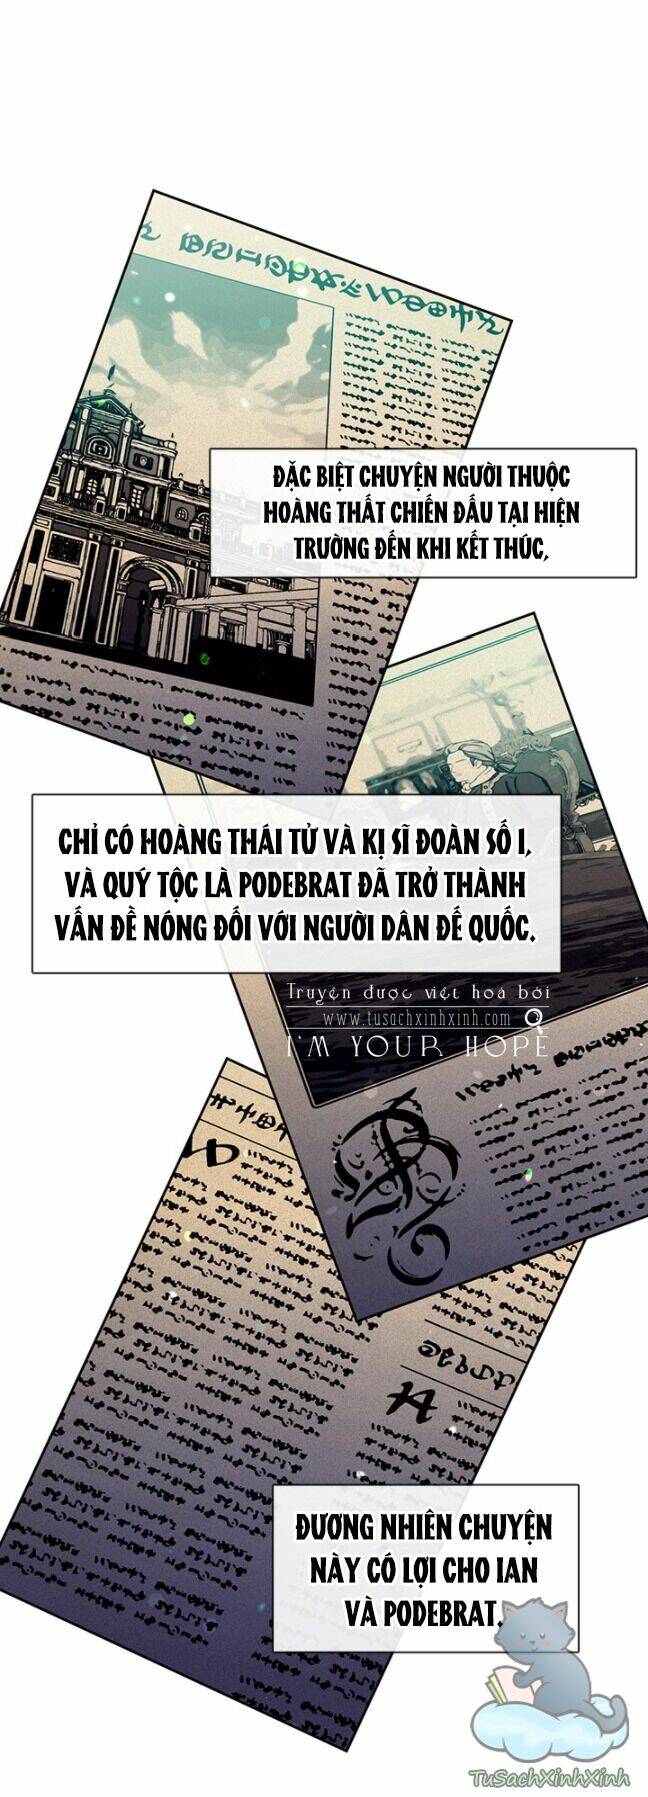 ĐẶC BIỆT CHUYỆN NGƯỜI THUỘC
HOÀNG THẤT CHIẾN ĐẤU TẠI HIỆN
TRƯỜNG ĐẾN KHI KẾT THÚC,
CHỈ CÓ HOÀNG THÁI TỬ VÀ KỊ SĨ ĐOÀN SỐ 1,
VÀ QUÝ TỘC LÀ PODEBRAT ĐÃ TRỞ THÀNH
VẤN ĐỀ NÓNG ĐỐI VỚI NGƯỜI DÂN ĐẾ QUỐC.
Truyện được việt hoá bởi
www.tusachxinhxinh.com
I'M YOUR HOPE
ĐƯƠNG NHIÊN CHUYỆN
NÀY CÓ LỢI CHO IAN
VÀ PODEBRAT.
TuSachXinhXinh